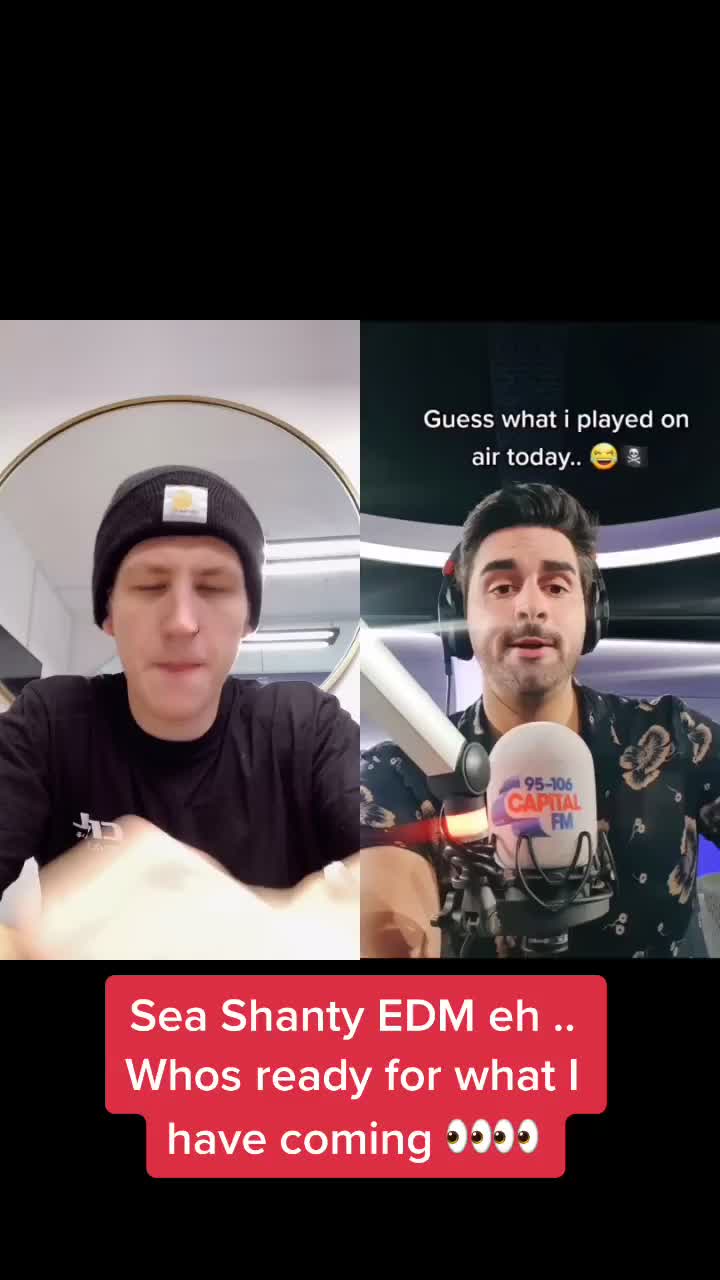 Guess what i played on
air today.. 😂🏴‍☠️
95-106
CAPITAL
FM
Sea Shanty EDM eh ..
Whos ready for what I
have coming 👀👀